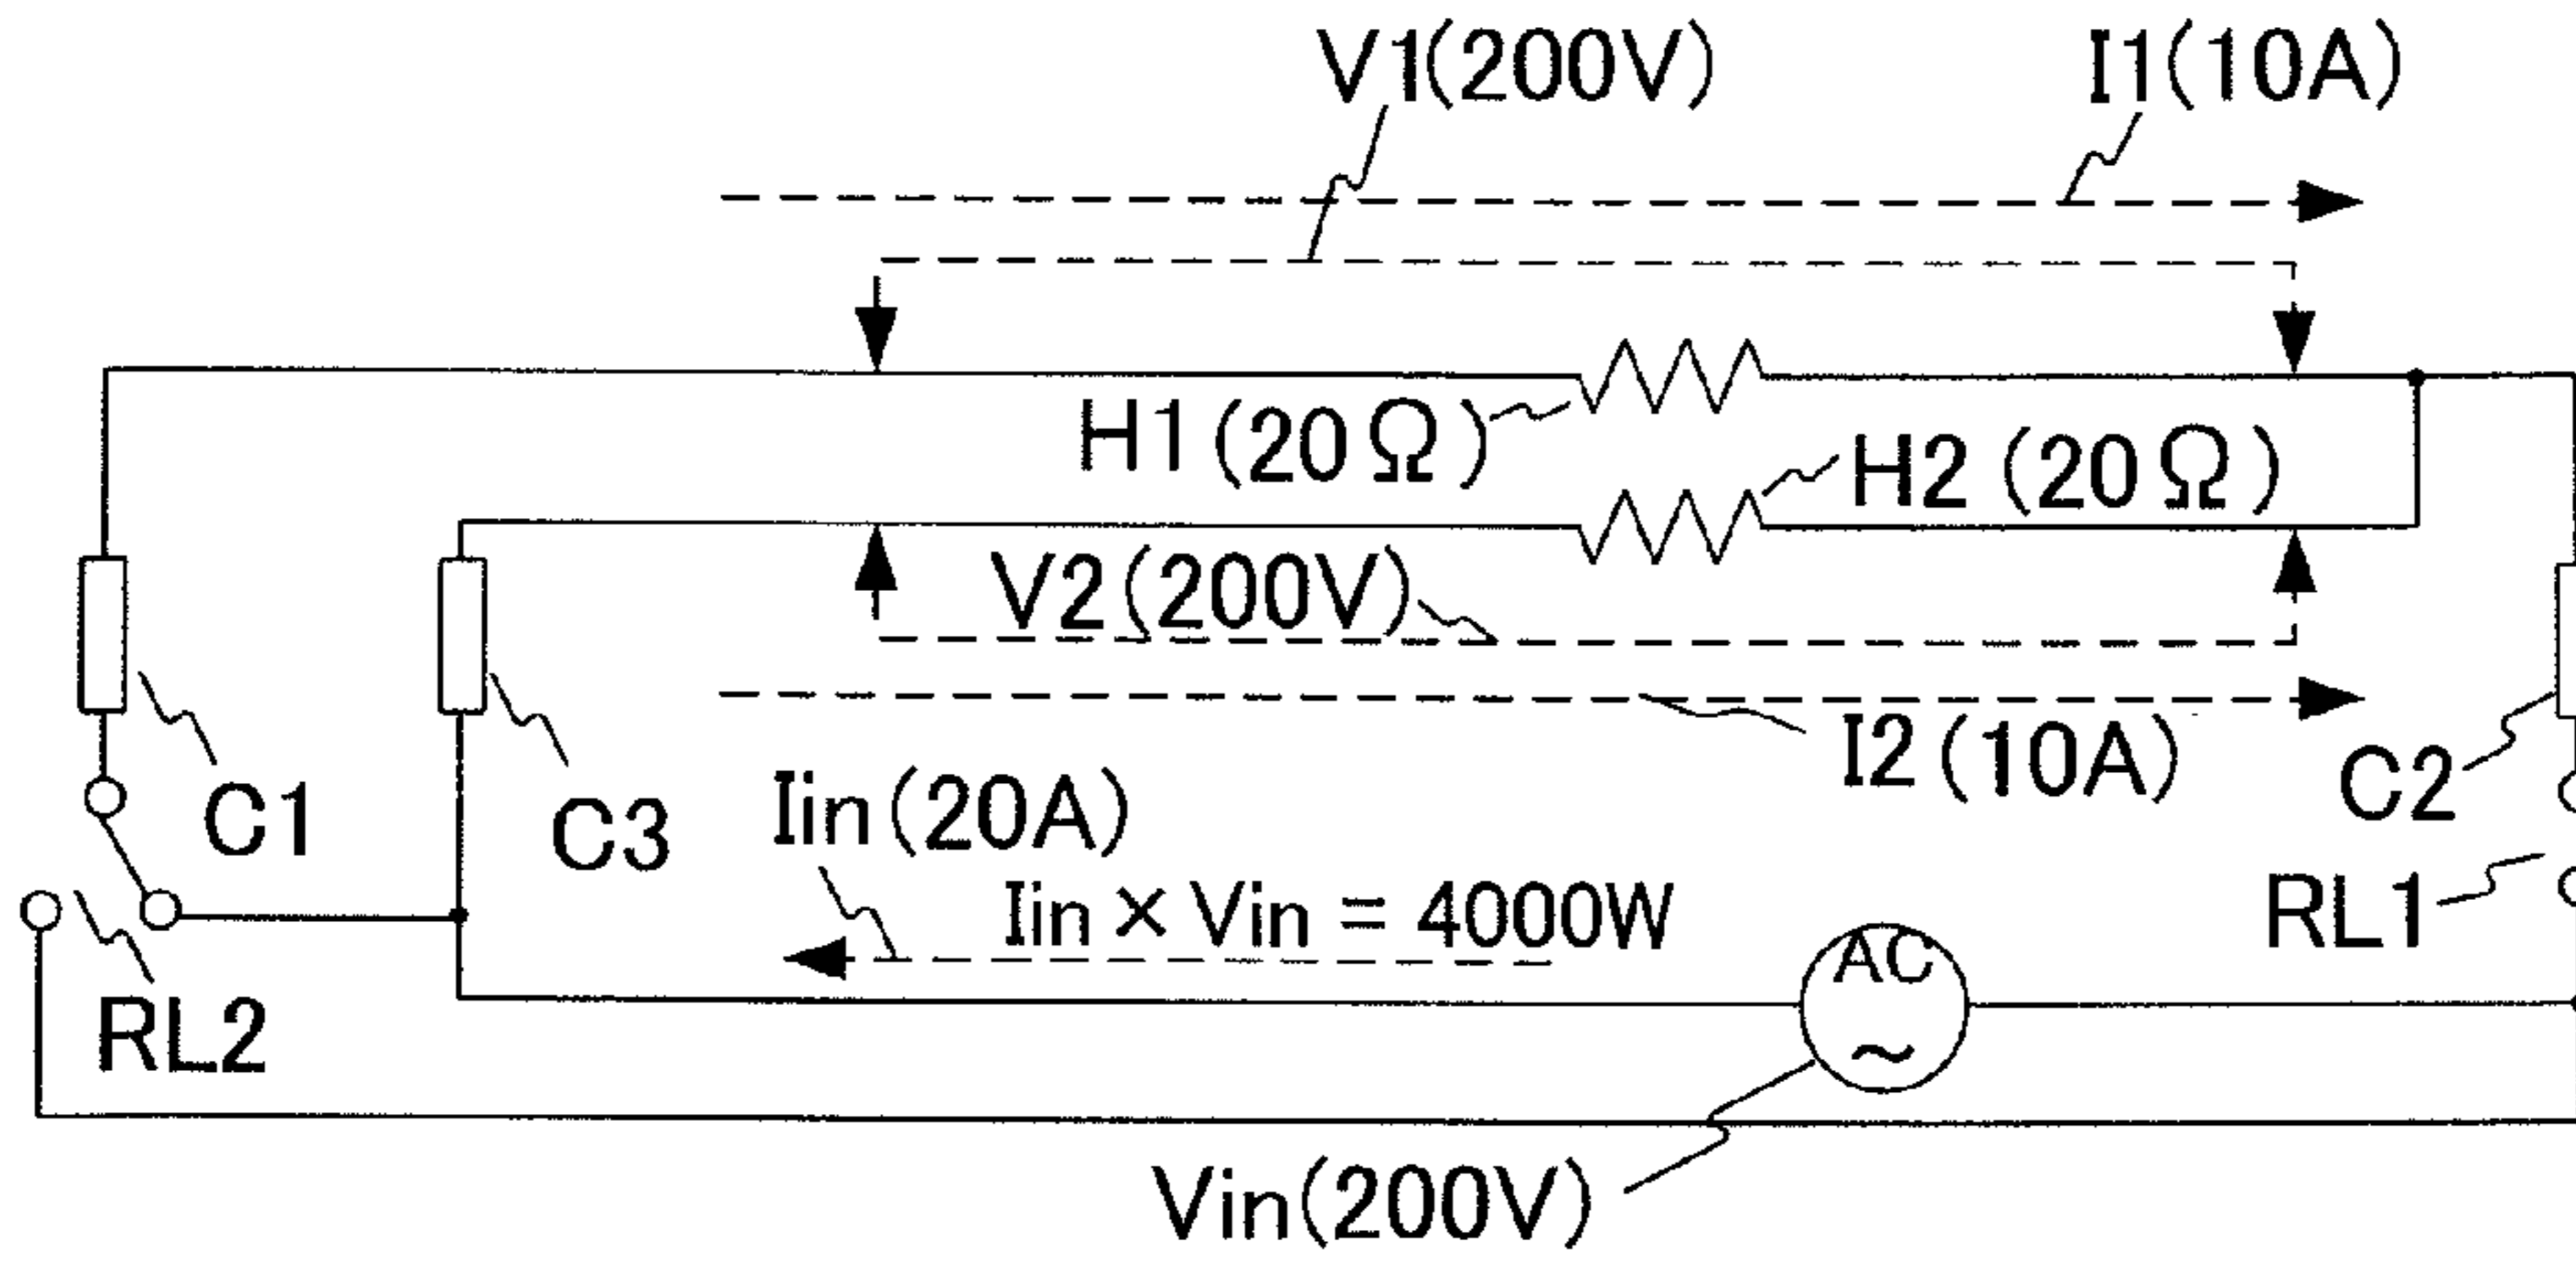 V1(200V)
I1(10A)
H1(20Ω)
H2(20Ω)
V2(200V)
I2(10A)
C1
C3
Iin(20A)
C2
Iin×Vin=4000W
RL1
AC
~
RL2
Vin(200V)